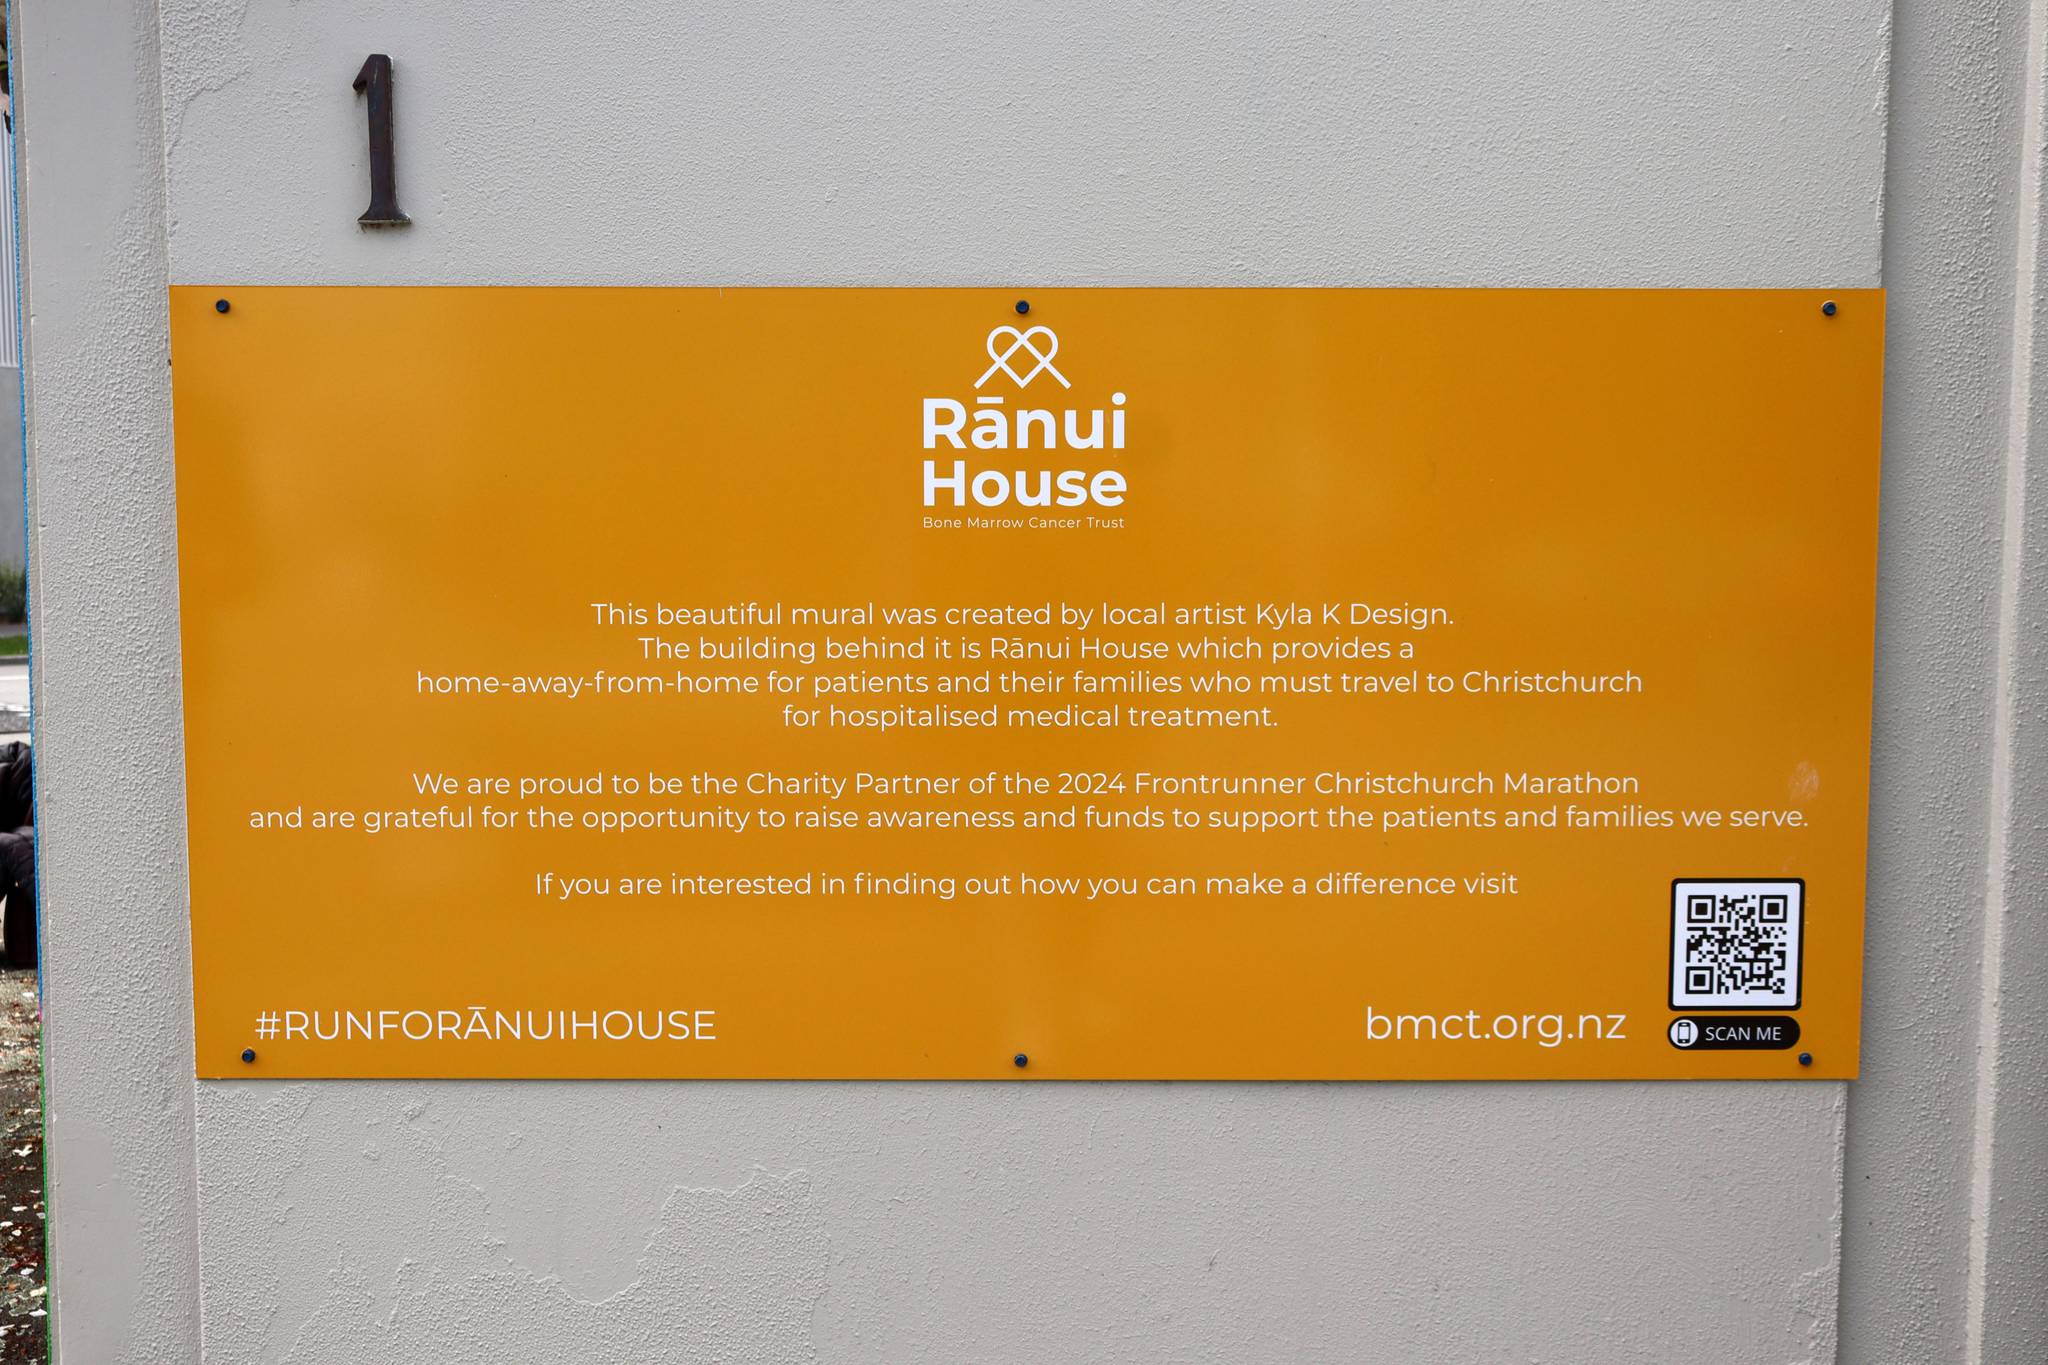 1
Rānui
House
Bone Marrow Cancer Trust
This beautiful mural was created by local artist Kyla K Design.
The building behind it is Rānui House which provides a
home-away-from-home for patients and their families who must travel to Christchurch
for hospitalised medical treatment.
We are proud to be the Charity Partner of the 2024 Frontrunner Christchurch Marathon
and are grateful for the opportunity to raise awareness and funds to support the patients and families we serve.
If you are interested in finding out how you can make a difference visit
#RUNFORĀNUIHOUSE
bmct.org.nz
SCAN ME